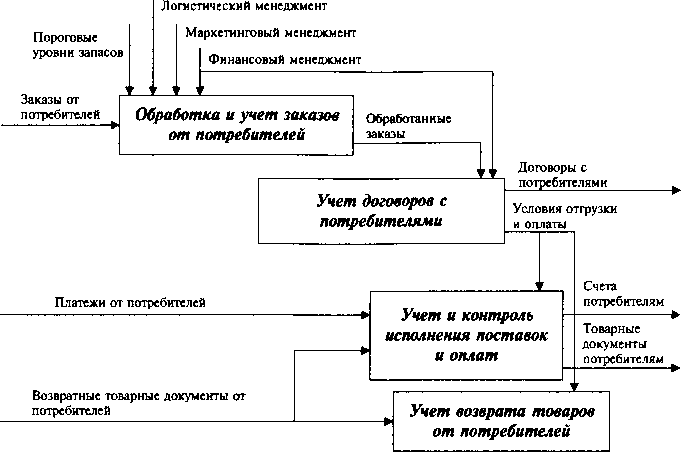 Логистический менеджмент
Маркетинговый менеджмент
Пороговые
уровни запасов
Финансовый менеджмент
Заказы от
потребителей
Обработка и учет заказов
от потребителей
Обработанные
заказы
Договоры с
потребителями
Учет договоров с
потребителями
Условия отгрузки
и оплаты
Платежи от потребителей
Учет и контроль
исполнения поставок
и оплат
Счета
потребителям
Товарные
документы
потребителям
Возвратные товарные документы от
потребителей
Учет возврата товаров
от потребителей